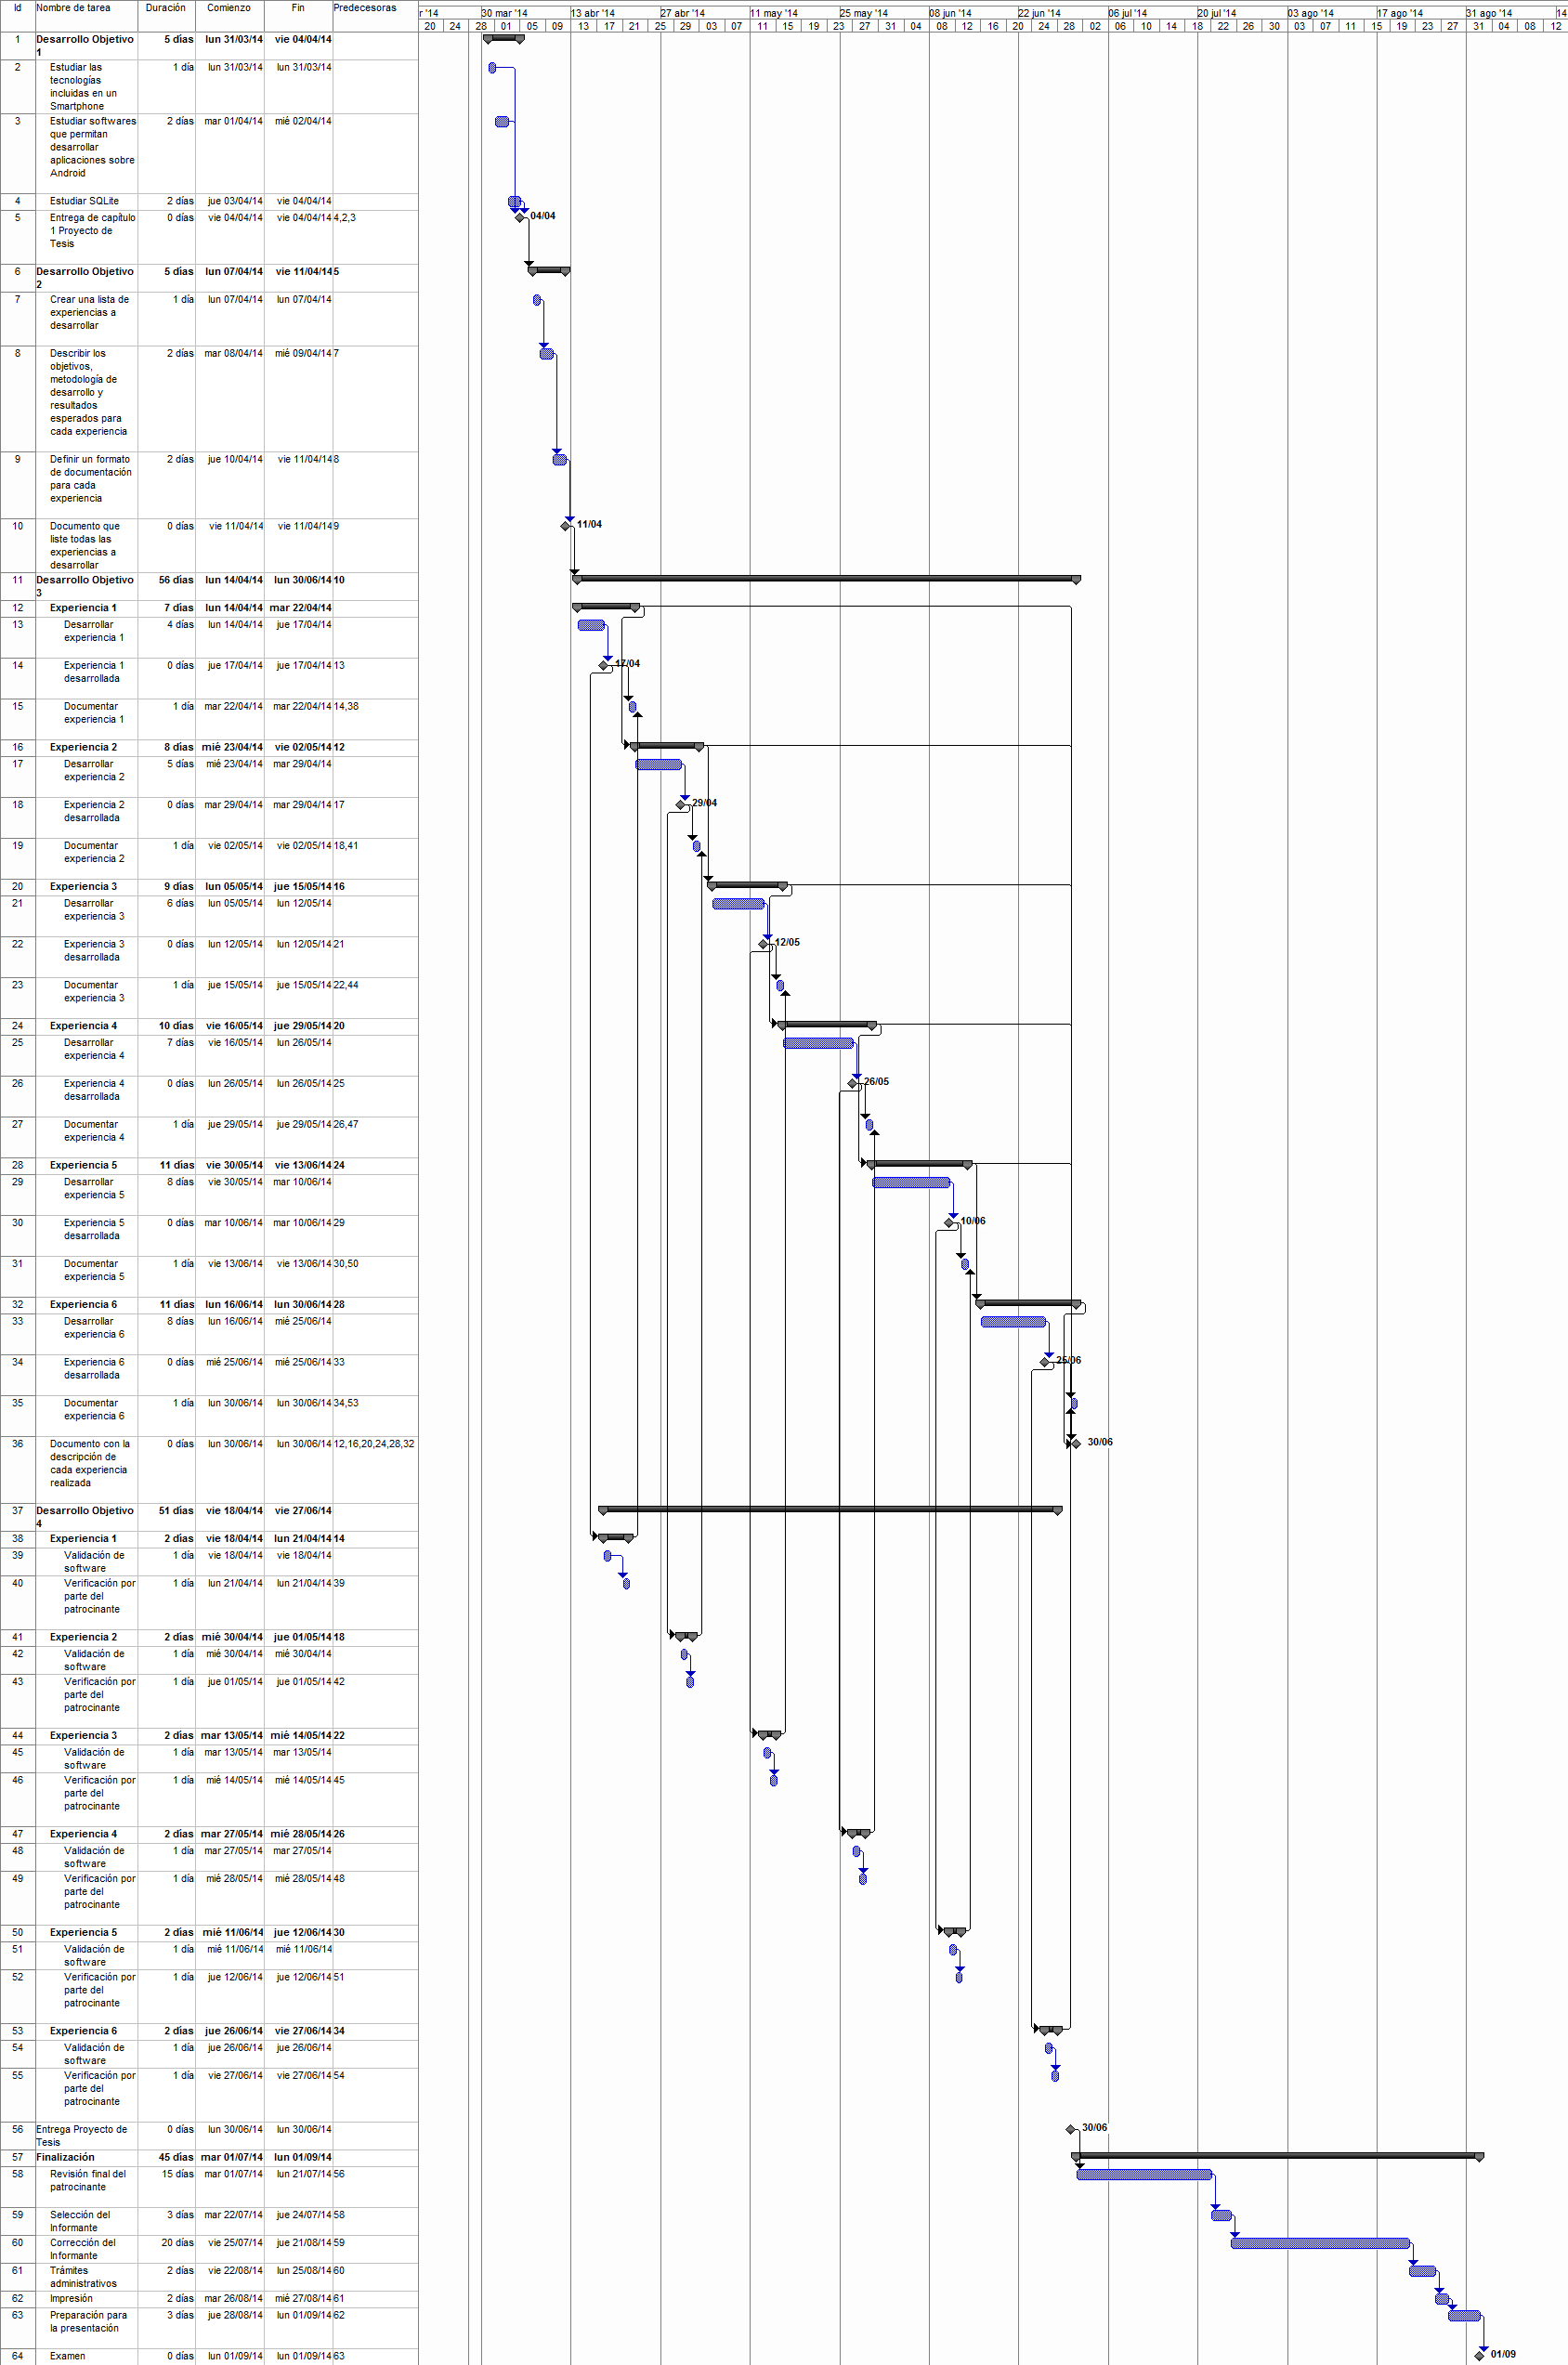 Id Nombre de tarea Duración Comienzo Fin Predecesoras r '14 30 mar '14 13 abr '14 27 abr '14 11 may '14 25 may '14 08 jun '14 22 jun '14 06 jul '14 20 jul '14 03 ago '14 17 ago '14 31 ago '14 14
20 24 28 01 05 09 13 17 21 25 29 03 07 11 15 19 23 27 31 04 08 12 16 20 24 28 02 06 10 14 18 22 26 30 03 07 11 15 19 23 27 31 04 08 12
1 Desarrollo Objetivo 5 días lun 31/03/14 vie 04/04/14
1
2 Estudiar las 1 día lun 31/03/14 lun 31/03/14
tecnologías
incluidas en un
Smartphone
3 Estudiar softwares 2 días mar 01/04/14 mié 02/04/14
que permitan
desarrollar
aplicaciones sobre
Android
4 Estudiar SQLite 2 días jue 03/04/14 vie 04/04/14
5 Entrega de capítulo 0 días vie 04/04/14 vie 04/04/14 4,2,3 04/04
1 Proyecto de
Tesis
6 Desarrollo Objetivo 5 días lun 07/04/14 vie 11/04/14 5
2
7 Crear una lista de 1 día lun 07/04/14 lun 07/04/14
experiencias a
desarrollar
8 Describir los 2 días mar 08/04/14 mié 09/04/14 7
objetivos,
metodología de
desarrollo y
resultados
esperados para
cada experiencia
9 Definir un formato 2 días jue 10/04/14 vie 11/04/14 8
de documentación
para cada
experiencia
10 Documento que 0 días vie 11/04/14 vie 11/04/14 9 11/04
liste todas las
experiencias a
desarrollar
11 Desarrollo Objetivo 56 días lun 14/04/14 lun 30/06/14 10
3
12 Experiencia 1 7 días lun 14/04/14 mar 22/04/14
13 Desarrollar 4 días lun 14/04/14 jue 17/04/14
experiencia 1
14 Experiencia 1 0 días jue 17/04/14 jue 17/04/14 13 17/04
desarrollada
15 Documentar 1 día mar 22/04/14 mar 22/04/14 14,38
experiencia 1
16 Experiencia 2 8 días mié 23/04/14 vie 02/05/14 12
17 Desarrollar 5 días mié 23/04/14 mar 29/04/14
experiencia 2
18 Experiencia 2 0 días mar 29/04/14 mar 29/04/14 17 29/04
desarrollada
19 Documentar 1 día vie 02/05/14 vie 02/05/14 18,41
experiencia 2
20 Experiencia 3 9 días lun 05/05/14 jue 15/05/14 16
21 Desarrollar 6 días lun 05/05/14 lun 12/05/14
experiencia 3
22 Experiencia 3 0 días lun 12/05/14 lun 12/05/14 21 12/05
desarrollada
23 Documentar 1 día jue 15/05/14 jue 15/05/14 22,44
experiencia 3
24 Experiencia 4 10 días vie 16/05/14 jue 29/05/14 20
25 Desarrollar 7 días vie 16/05/14 lun 26/05/14
experiencia 4
26 Experiencia 4 0 días lun 26/05/14 lun 26/05/14 25 26/05
desarrollada
27 Documentar 1 día jue 29/05/14 jue 29/05/14 26,47
experiencia 4
28 Experiencia 5 11 días vie 30/05/14 vie 13/06/14 24
29 Desarrollar 8 días vie 30/05/14 mar 10/06/14
experiencia 5
30 Experiencia 5 0 días mar 10/06/14 mar 10/06/14 29 10/06
desarrollada
31 Documentar 1 día vie 13/06/14 vie 13/06/14 30,50
experiencia 5
32 Experiencia 6 11 días lun 16/06/14 lun 30/06/14 28
33 Desarrollar 8 días lun 16/06/14 mié 25/06/14
experiencia 6
34 Experiencia 6 0 días mié 25/06/14 mié 25/06/14 33 25/06
desarrollada
35 Documentar 1 día lun 30/06/14 lun 30/06/14 34,53
experiencia 6
36 Documento con la 0 días lun 30/06/14 lun 30/06/14 12,16,20,24,28,32 30/06
descripción de
cada experiencia
realizada
37 Desarrollo Objetivo 51 días vie 18/04/14 vie 27/06/14
4
38 Experiencia 1 2 días vie 18/04/14 lun 21/04/14 14
39 Validación de 1 día vie 18/04/14 vie 18/04/14
software
40 Verificación por 1 día lun 21/04/14 lun 21/04/14 39
parte del
patrocinante
41 Experiencia 2 2 días mié 30/04/14 jue 01/05/14 18
42 Validación de 1 día mié 30/04/14 mié 30/04/14
software
43 Verificación por 1 día jue 01/05/14 jue 01/05/14 42
parte del
patrocinante
44 Experiencia 3 2 días mar 13/05/14 mié 14/05/14 22
45 Validación de 1 día mar 13/05/14 mar 13/05/14
software
46 Verificación por 1 día mié 14/05/14 mié 14/05/14 45
parte del
patrocinante
47 Experiencia 4 2 días mar 27/05/14 mié 28/05/14 26
48 Validación de 1 día mar 27/05/14 mar 27/05/14
software
49 Verificación por 1 día mié 28/05/14 mié 28/05/14 48
parte del
patrocinante
50 Experiencia 5 2 días mié 11/06/14 jue 12/06/14 30
51 Validación de 1 día mié 11/06/14 mié 11/06/14
software
52 Verificación por 1 día jue 12/06/14 jue 12/06/14 51
parte del
patrocinante
53 Experiencia 6 2 días jue 26/06/14 vie 27/06/14 34
54 Validación de 1 día jue 26/06/14 jue 26/06/14
software
55 Verificación por 1 día vie 27/06/14 vie 27/06/14 54
parte del
patrocinante
56 Entrega Proyecto de 0 días lun 30/06/14 lun 30/06/14 30/06
Tesis
57 Finalización 45 días mar 01/07/14 lun 01/09/14
58 Revisión final del 15 días mar 01/07/14 lun 21/07/14 56
patrocinante
59 Selección del 3 días mar 22/07/14 jue 24/07/14 58
Informante
60 Corrección del 20 días vie 25/07/14 jue 21/08/14 59
Informante
61 Trámites 2 días vie 22/08/14 lun 25/08/14 60
administrativos
62 Impresión 2 días mar 26/08/14 mié 27/08/14 61
63 Preparación para 3 días jue 28/08/14 lun 01/09/14 62
la presentación
64 Examen 0 días lun 01/09/14 lun 01/09/14 63 01/09